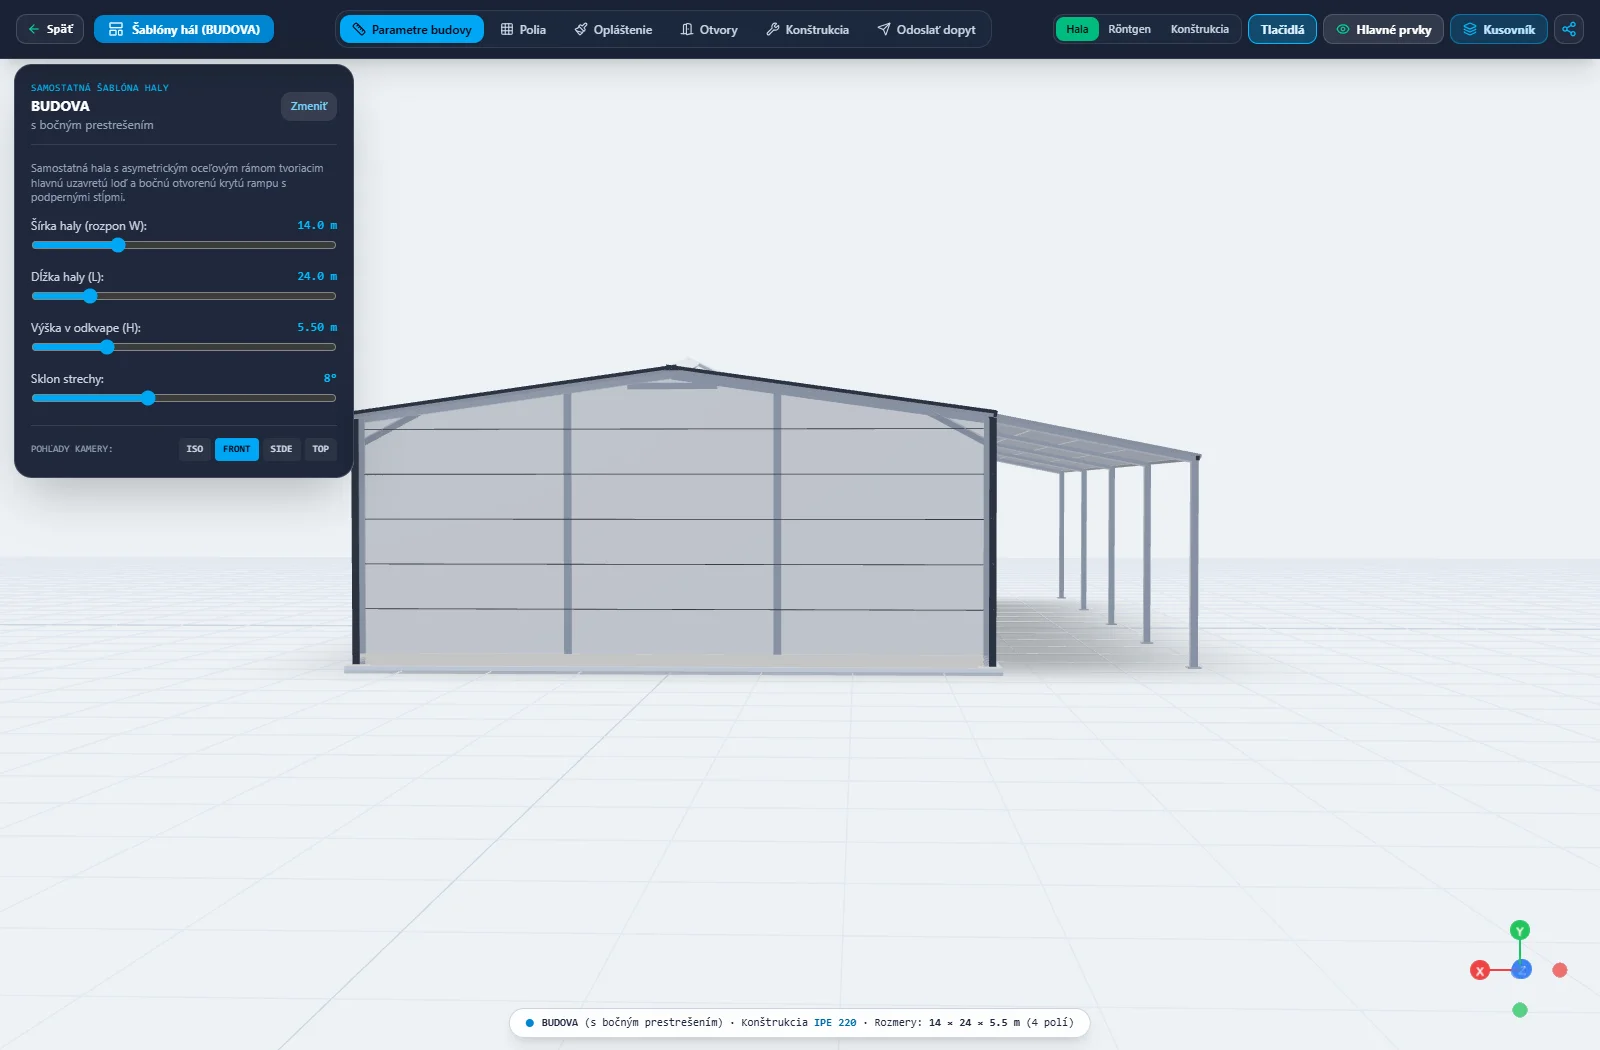 Späť
Šablóny hál (BUDOVA)
Parametre budovy
Polia
Opláštenie
Otvory
Konštrukcia
Odoslať dopyt
Hala
Röntgen
Konštrukcia
Tlačidlá
Hlavné prvky
Kusovník
SAMOSTATNÁ ŠABLÓNA HALY
BUDOVA
s bočným prestrešením
Zmeniť
Samostatná hala s asymetrickým oceľovým rámom tvoriacim
hlavnú uzavretú loď a bočnú otvorenú krytú rampu s
podpernými stĺpmi.
Šírka haly (rozpon W): 14.0 m
Dĺžka haly (L): 24.0 m
Výška v odkvape (H): 5.50 m
Sklon strechy: 8°
POHĽADY KAMERY: ISO FRONT SIDE TOP
Y
X
Z
BUDOVA (s bočným prestrešením) · Konštrukcia IPE 220 · Rozmery: 14 × 24 × 5.5 m (4 polí)